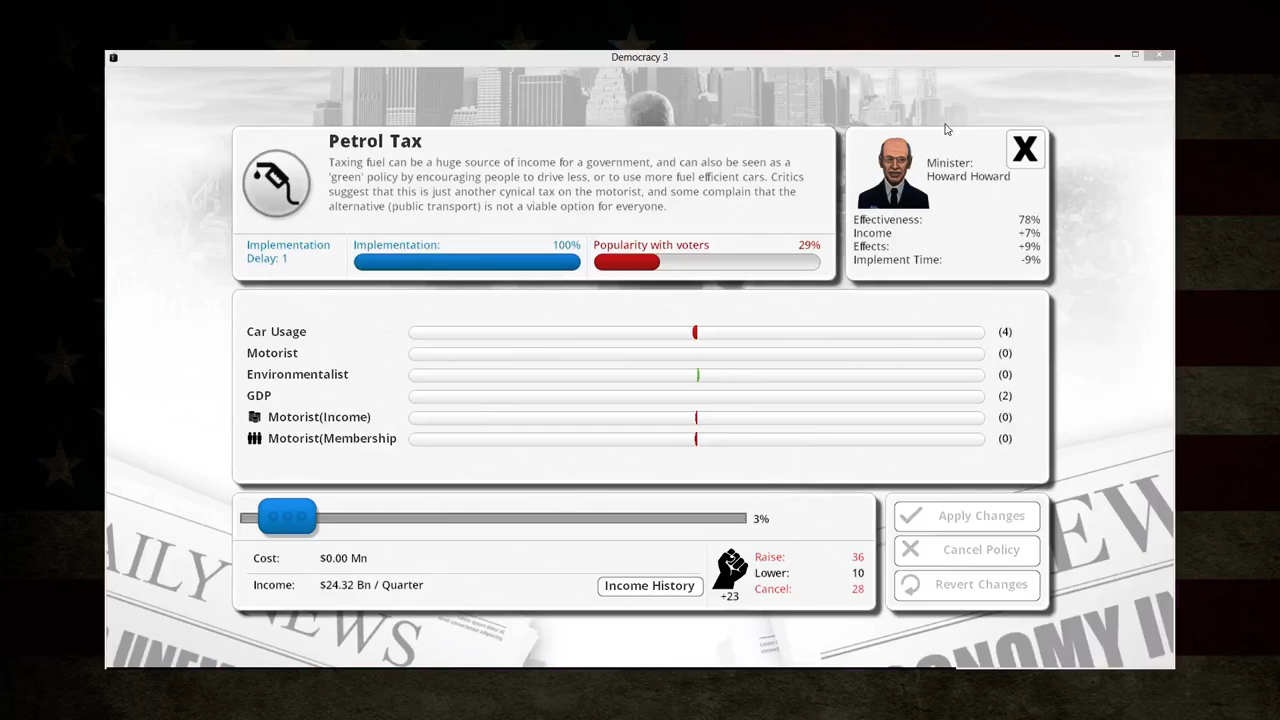 Democracy 3
Petrol Tax
Taxing fuel can be a huge source of income for a government, and can also be seen as a
'green' policy by encouraging people to drive less, or to use more fuel efficient cars. Critics
suggest that this is just another cynical tax on the motorist, and some complain that the
alternative (public transport) is not a viable option for everyone.
Implementation
Delay: 1
Implementation: 100%
Popularity with voters 29%
X
Minister:
Howard Howard
Effectiveness: 78%
Income +7%
Effects: +9%
Implement Time: -9%
Car Usage (4)
Motorist (0)
Environmentalist (0)
GDP (2)
Motorist(Income) (0)
Motorist(Membership (0)
3%
Cost: $0.00 Mn
Income: $24.32 Bn / Quarter
Income History
+23
Raise: 36
Lower: 10
Cancel: 28
Apply Changes
Cancel Policy
Revert Changes
NEWS